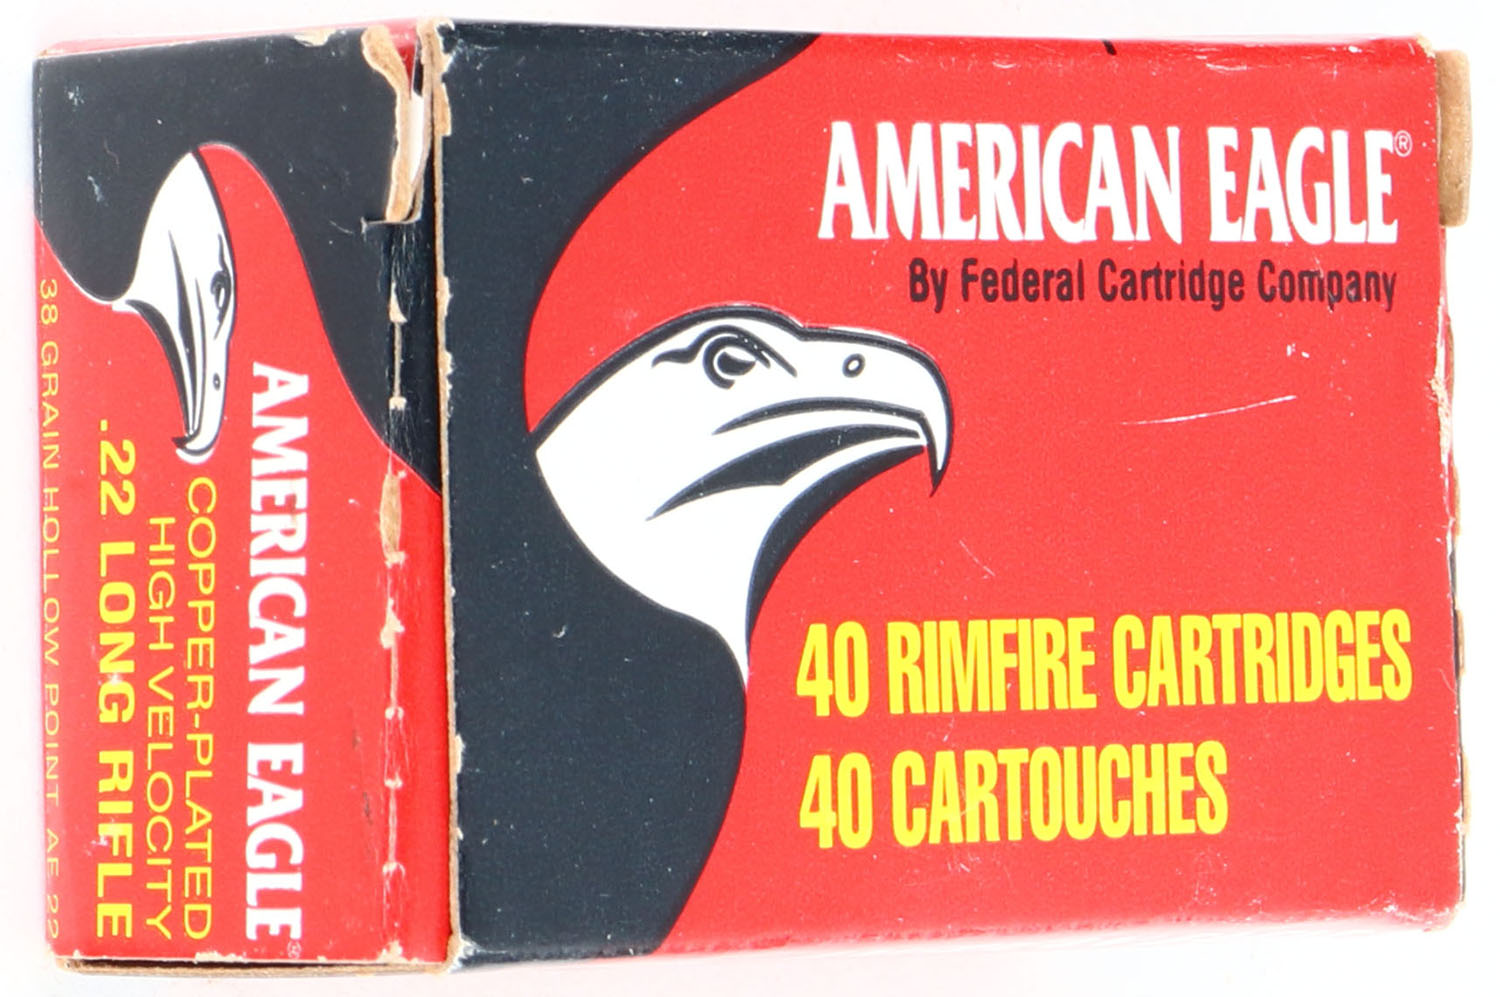 AMERICAN EAGLE®
By Federal Cartridge Company
40 RIMFIRE CARTRIDGES
40 CARTOUCHES
AMERICAN EAGLE®
COPPER-PLATED
HIGH VELOCITY
.22 LONG RIFLE
38 GRAIN HOLLOW POINT AE 22